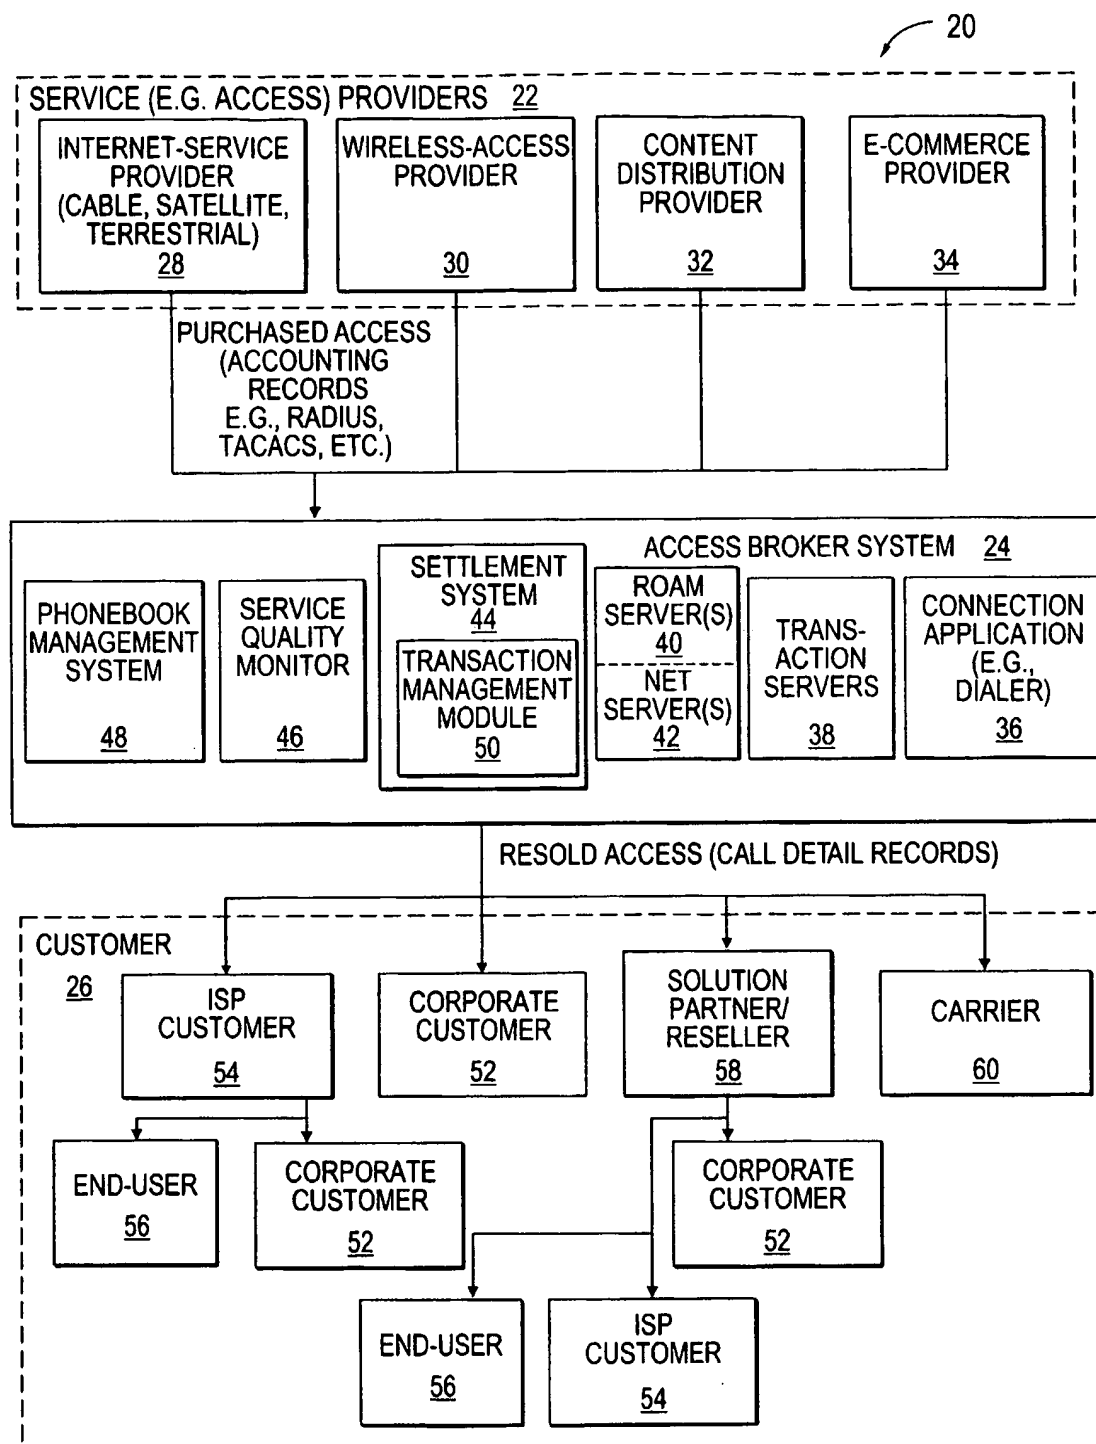 20
SERVICE (E.G. ACCESS) PROVIDERS 22
INTERNET-SERVICE
PROVIDER
(CABLE, SATELLITE,
TERRESTRIAL)
28
WIRELESS-ACCESS
PROVIDER
30
CONTENT
DISTRIBUTION
PROVIDER
32
E-COMMERCE
PROVIDER
34
PURCHASED ACCESS
(ACCOUNTING
RECORDS
E.G., RADIUS,
TACACS, ETC.)
ACCESS BROKER SYSTEM 24
PHONEBOOK
MANAGEMENT
SYSTEM
48
SERVICE
QUALITY
MONITOR
46
SETTLEMENT
SYSTEM
44
TRANSACTION
MANAGEMENT
MODULE
50
ROAM
SERVER(S)
40
NET
SERVER(S)
42
TRANS-
ACTION
SERVERS
38
CONNECTION
APPLICATION
(E.G.,
DIALER)
36
RESOLD ACCESS (CALL DETAIL RECORDS)
CUSTOMER
26
ISP
CUSTOMER
54
CORPORATE
CUSTOMER
52
SOLUTION
PARTNER/
RESELLER
58
CARRIER
60
END-USER
56
CORPORATE
CUSTOMER
52
CORPORATE
CUSTOMER
52
END-USER
56
ISP
CUSTOMER
54